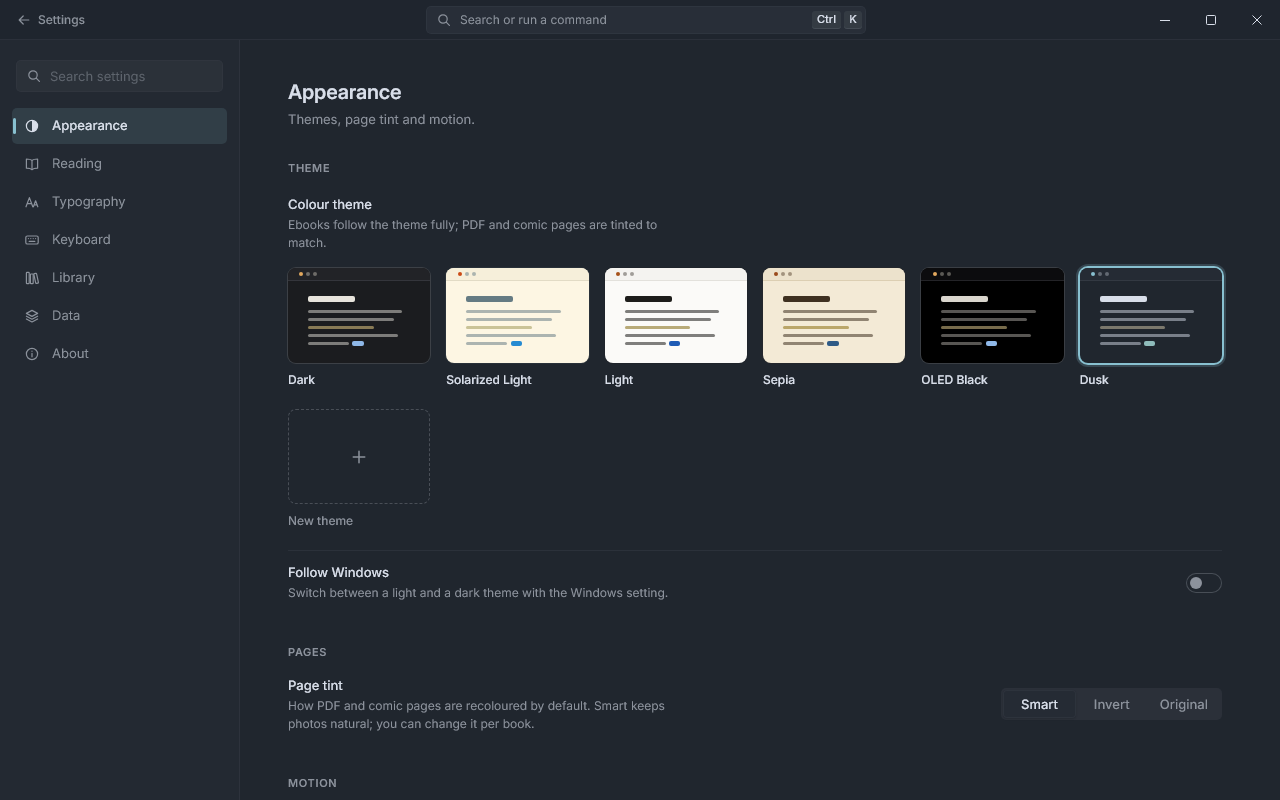 Settings
Search or run a command
Ctrl K
Search settings
Appearance
Reading
Typography
Keyboard
Library
Data
About
Appearance
Themes, page tint and motion.
THEME
Colour theme
Ebooks follow the theme fully; PDF and comic pages are tinted to
match.
Dark
Solarized Light
Light
Sepia
OLED Black
Dusk
New theme
Follow Windows
Switch between a light and a dark theme with the Windows setting.
PAGES
Page tint
How PDF and comic pages are recoloured by default. Smart keeps
photos natural; you can change it per book.
Smart
Invert
Original
MOTION